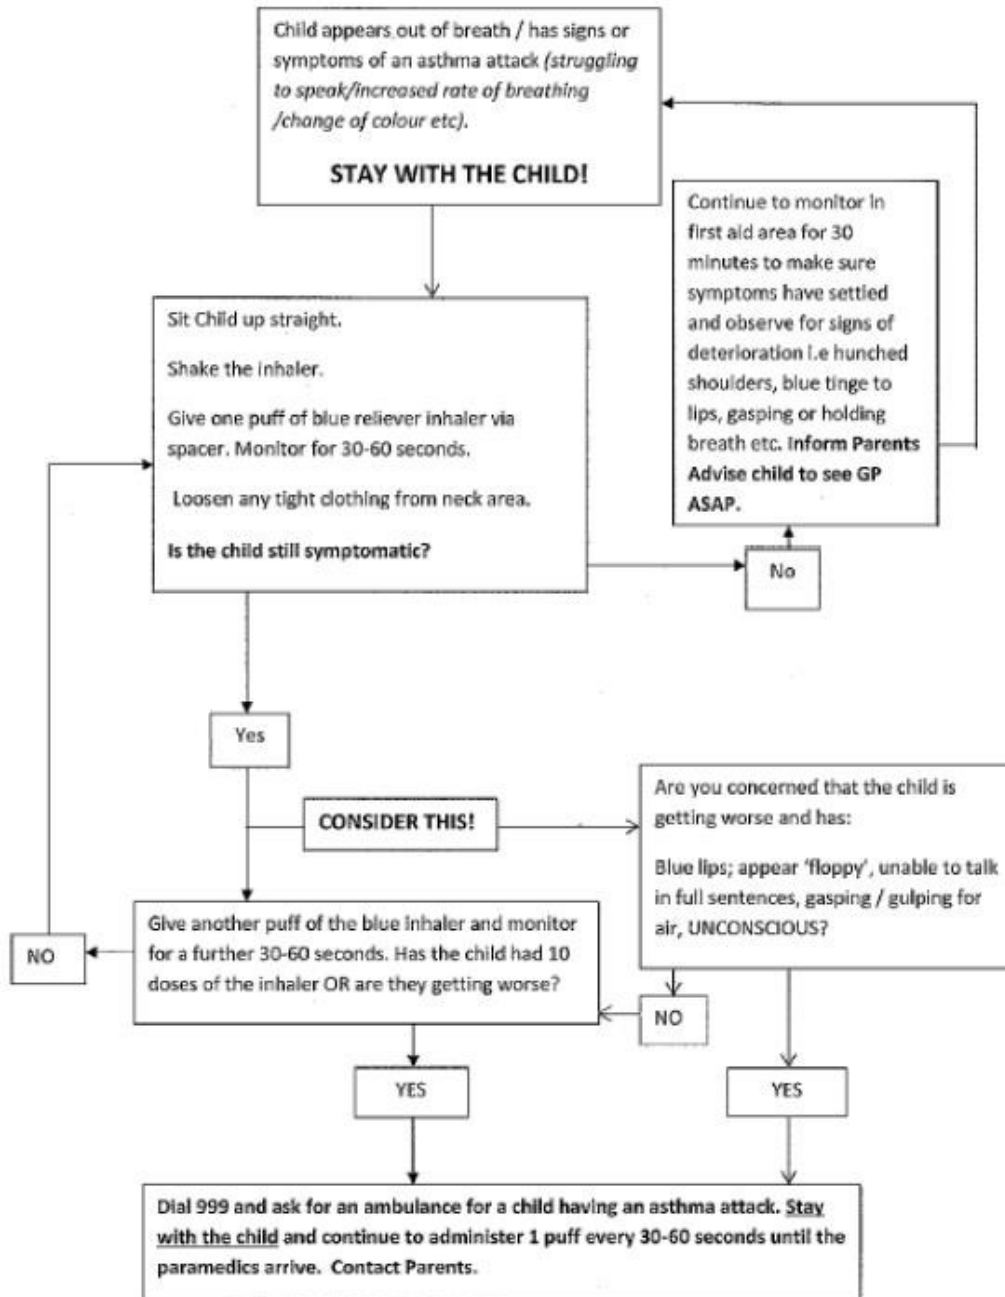 Child appears out of breath / has signs or
symptoms of an asthma attack (struggling
to speak/increased rate of breathing
/change of colour etc).
STAY WITH THE CHILD!
Sit Child up straight.
Shake the inhaler.
Give one puff of blue reliever inhaler via
spacer. Monitor for 30-60 seconds.
Loosen any tight clothing from neck area.
Is the child still symptomatic?
No
Continue to monitor in
first aid area for 30
minutes to make sure
symptoms have settled
and observe for signs of
deterioration i.e hunched
shoulders, blue tinge to
lips, gasping or holding
breath etc. Inform Parents
Advise child to see GP
ASAP.
Yes
CONSIDER THIS!
Are you concerned that the child is
getting worse and has:
Blue lips; appear ‘floppy’, unable to talk
in full sentences, gasping / gulping for
air, UNCONSCIOUS?
Give another puff of the blue inhaler and monitor
for a further 30-60 seconds. Has the child had 10
doses of the inhaler OR are they getting worse?
NO
NO
YES
YES
Dial 999 and ask for an ambulance for a child having an asthma attack. Stay
with the child and continue to administer 1 puff every 30-60 seconds until the
paramedics arrive. Contact Parents.